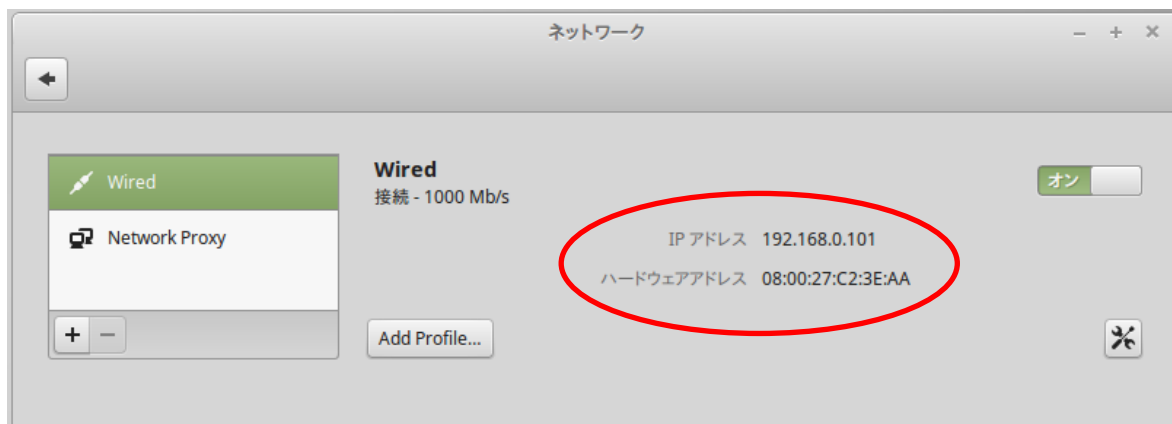 ネットワーク
Wired
Network Proxy
Wired
接続 - 1000 Mb/s
オン
IP アドレス 192.168.0.101
ハードウェアアドレス 08:00:27:C2:3E:AA
Add Profile...